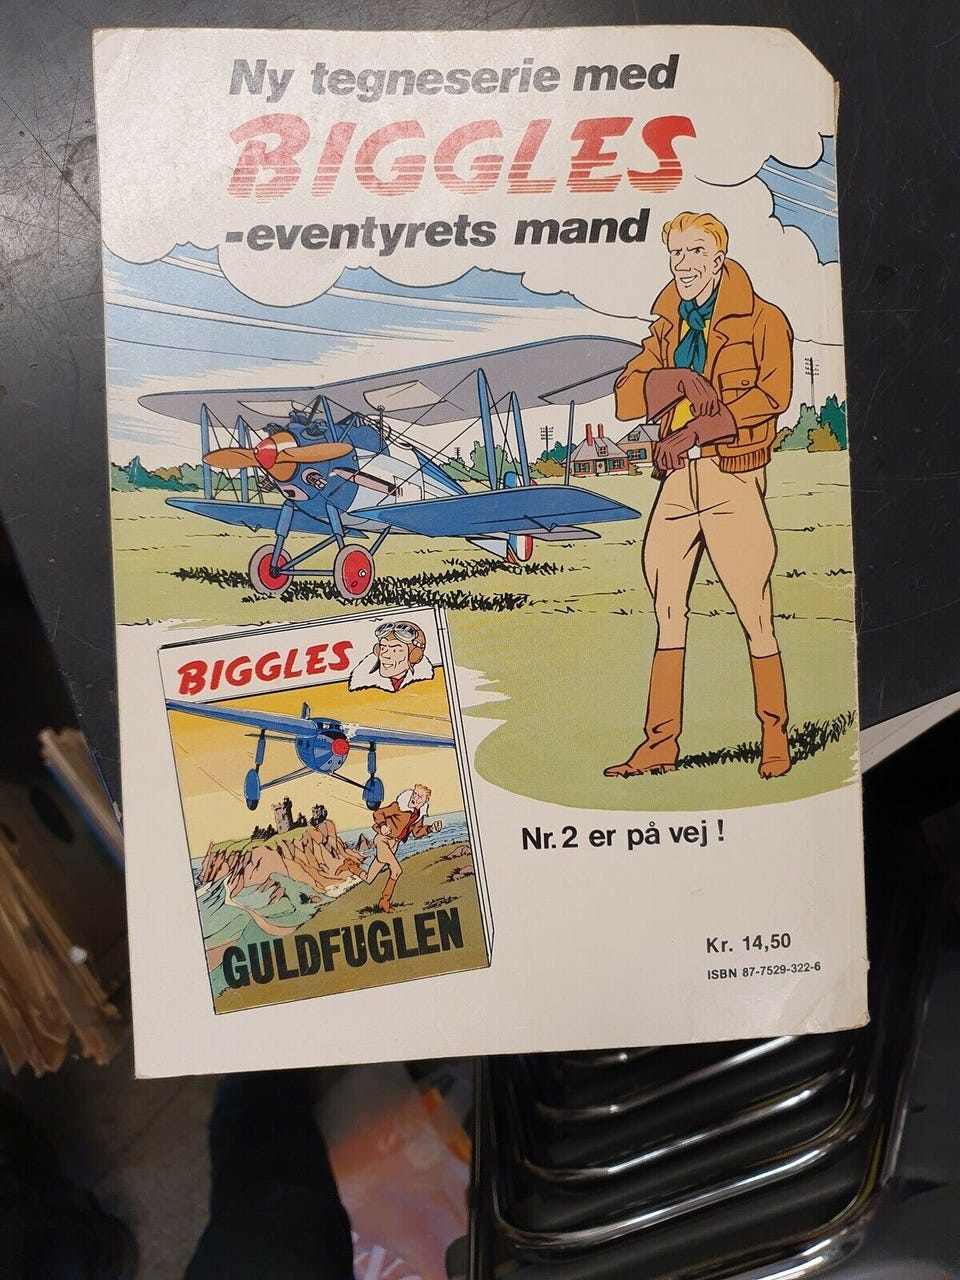 Ny tegneserie med
BIGGLES
-eventyrets mand
BIGGLES
GULDFUGLEN
Nr. 2 er på vej !
Kr. 14,50
ISBN 87-7529-322-6